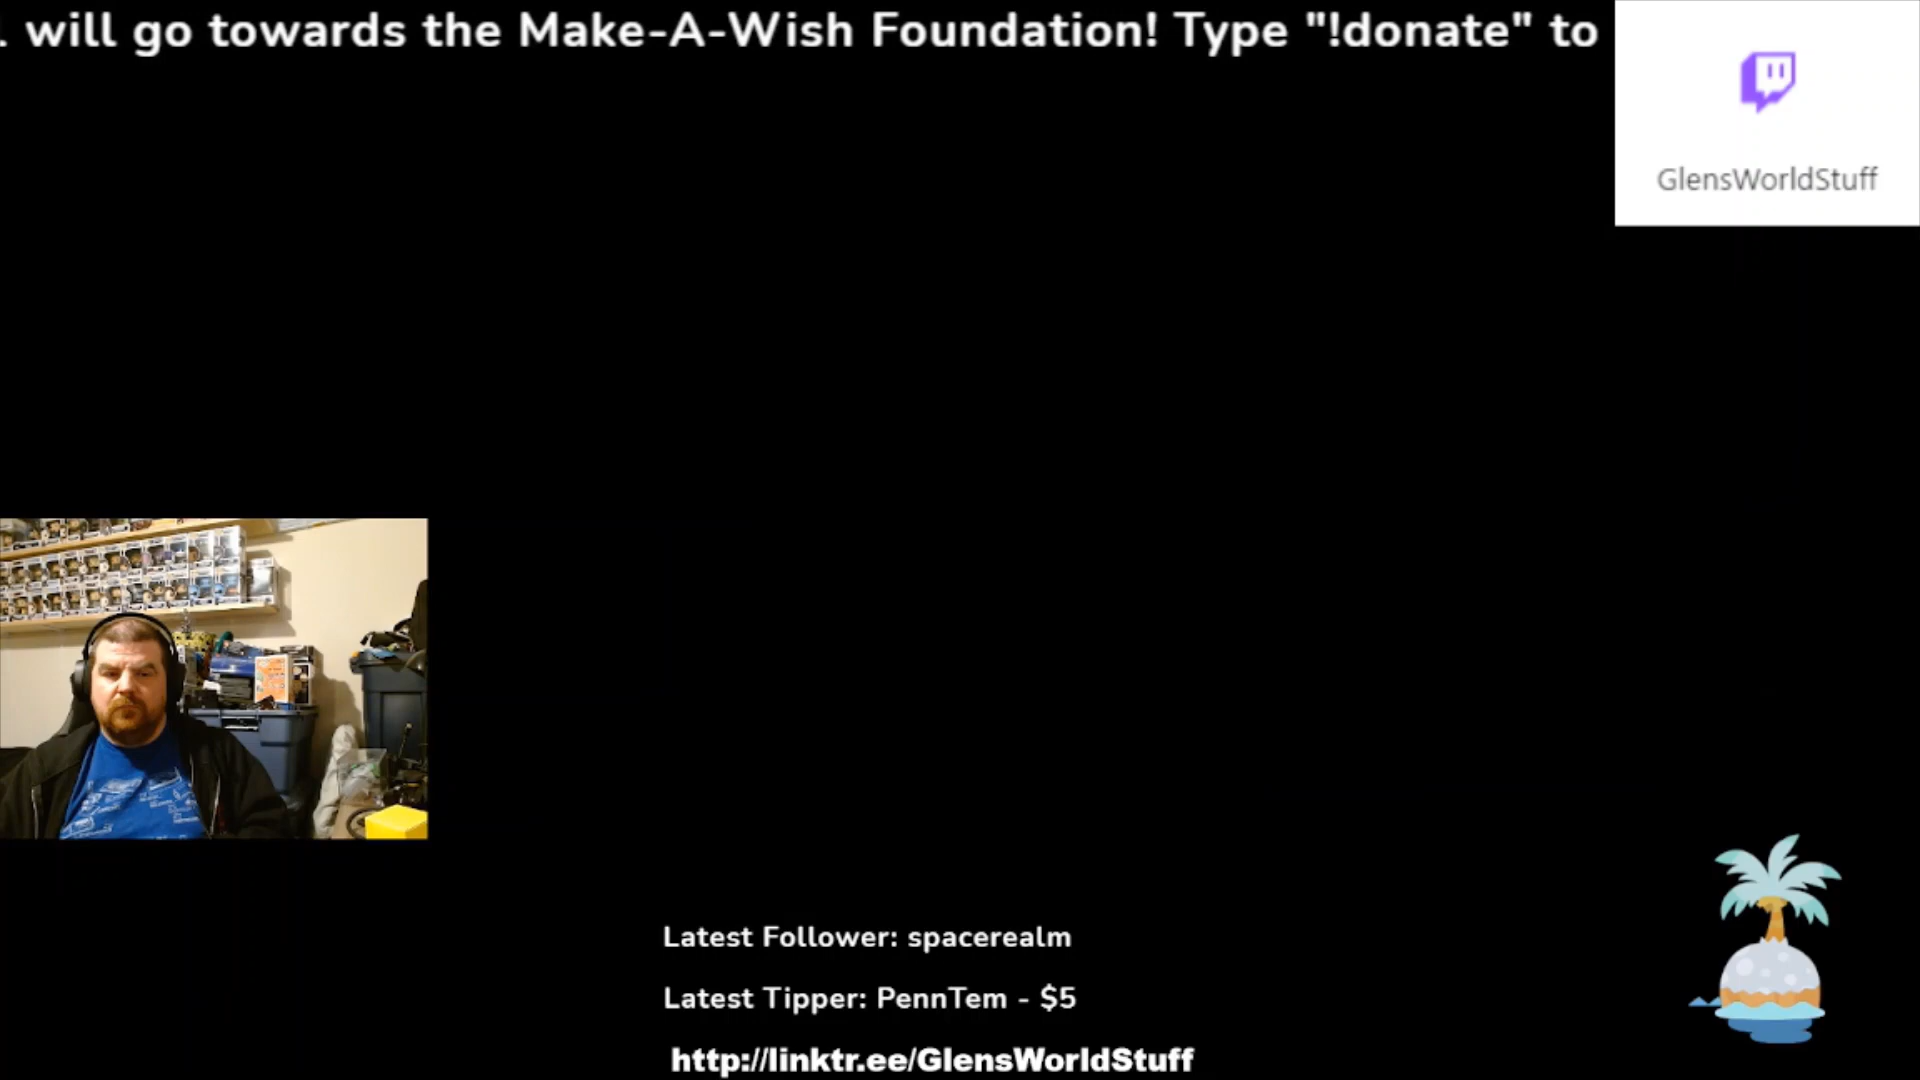 . will go towards the Make-A-Wish Foundation! Type "!donate" to
GlensWorldStuff
Latest Follower: spacerealm
Latest Tipper: PennTem - $5
http://linktr.ee/GlensWorldStuff